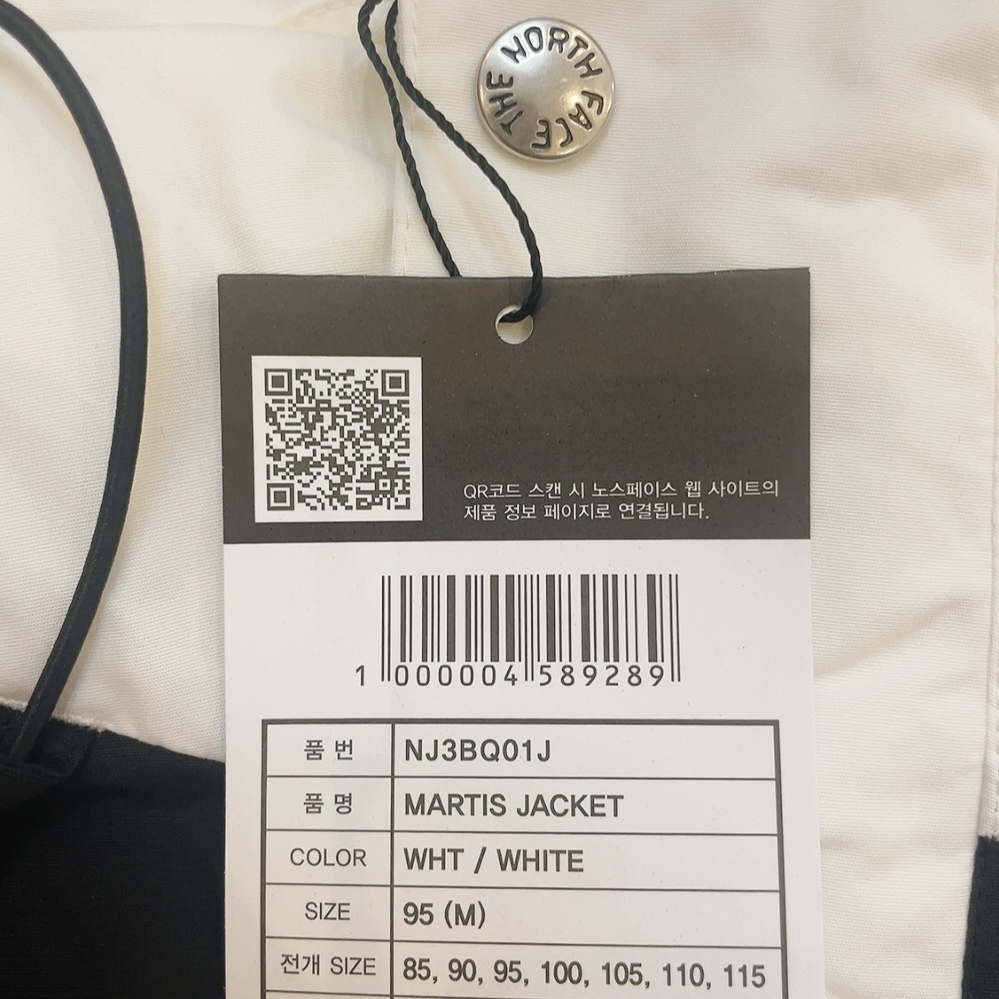 THE NORTH FACE
QR코드 스캔 시 노스페이스 웹 사이트의
제품 정보 페이지로 연결됩니다.
1 000004 589289
품 번 NJ3BQ01J
품 명 MARTIS JACKET
COLOR WHT / WHITE
SIZE 95 (M)
전개 SIZE 85, 90, 95, 100, 105, 110, 115